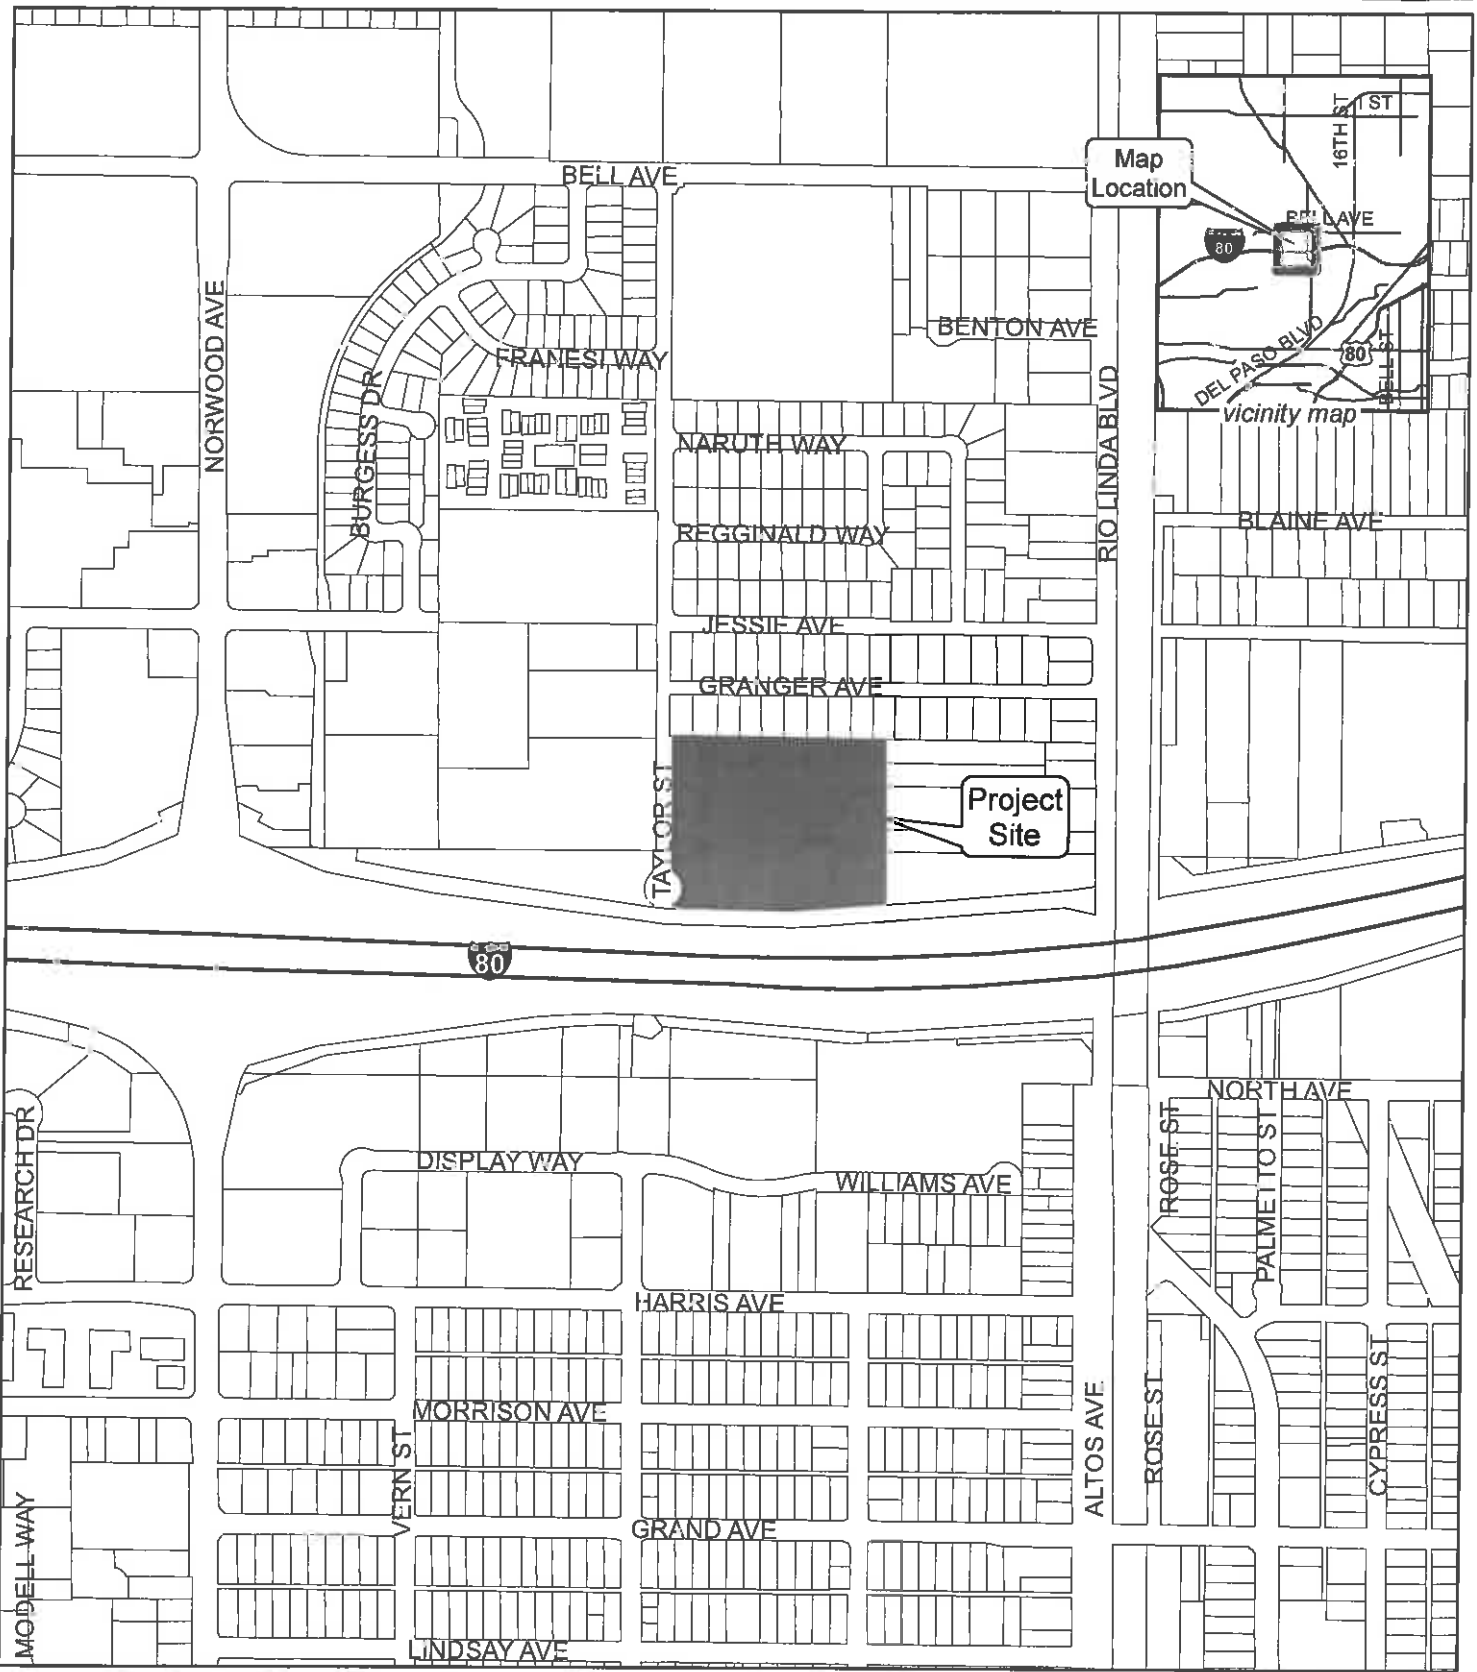 16TH ST
I ST
Map
Location
BELL AVE
BELL AVE
80
NORWOOD AVE
BENTON AVE
FRANESI WAY
DEL PASO BLVD
80
BELL ST
vicinity map
BURGESS DR
RIO LINDA BLVD
NARUTH WAY
REGGINALD WAY
BLAINE AVE
JESSIE AVE
GRANGER AVE
TAYLOR ST
Project
Site
80
NORTH AVE
RESEARCH DR
ROSE ST
PALMETTO ST
DISPLAY WAY
WILLIAMS AVE
HARRIS AVE
MORRISON AVE
VERN ST
ALTOS AVE
ROSE ST
CYPRESS ST
MODELL WAY
GRAND AVE
LINDSAY AVE